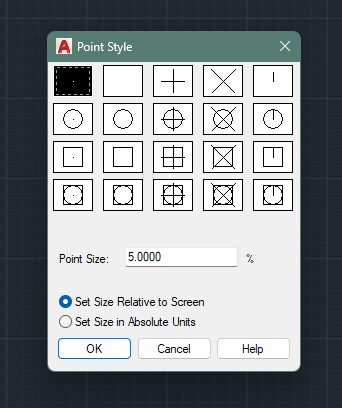 Point Style
Point Size: 5.0000 %
Set Size Relative to Screen
Set Size in Absolute Units
OK Cancel Help